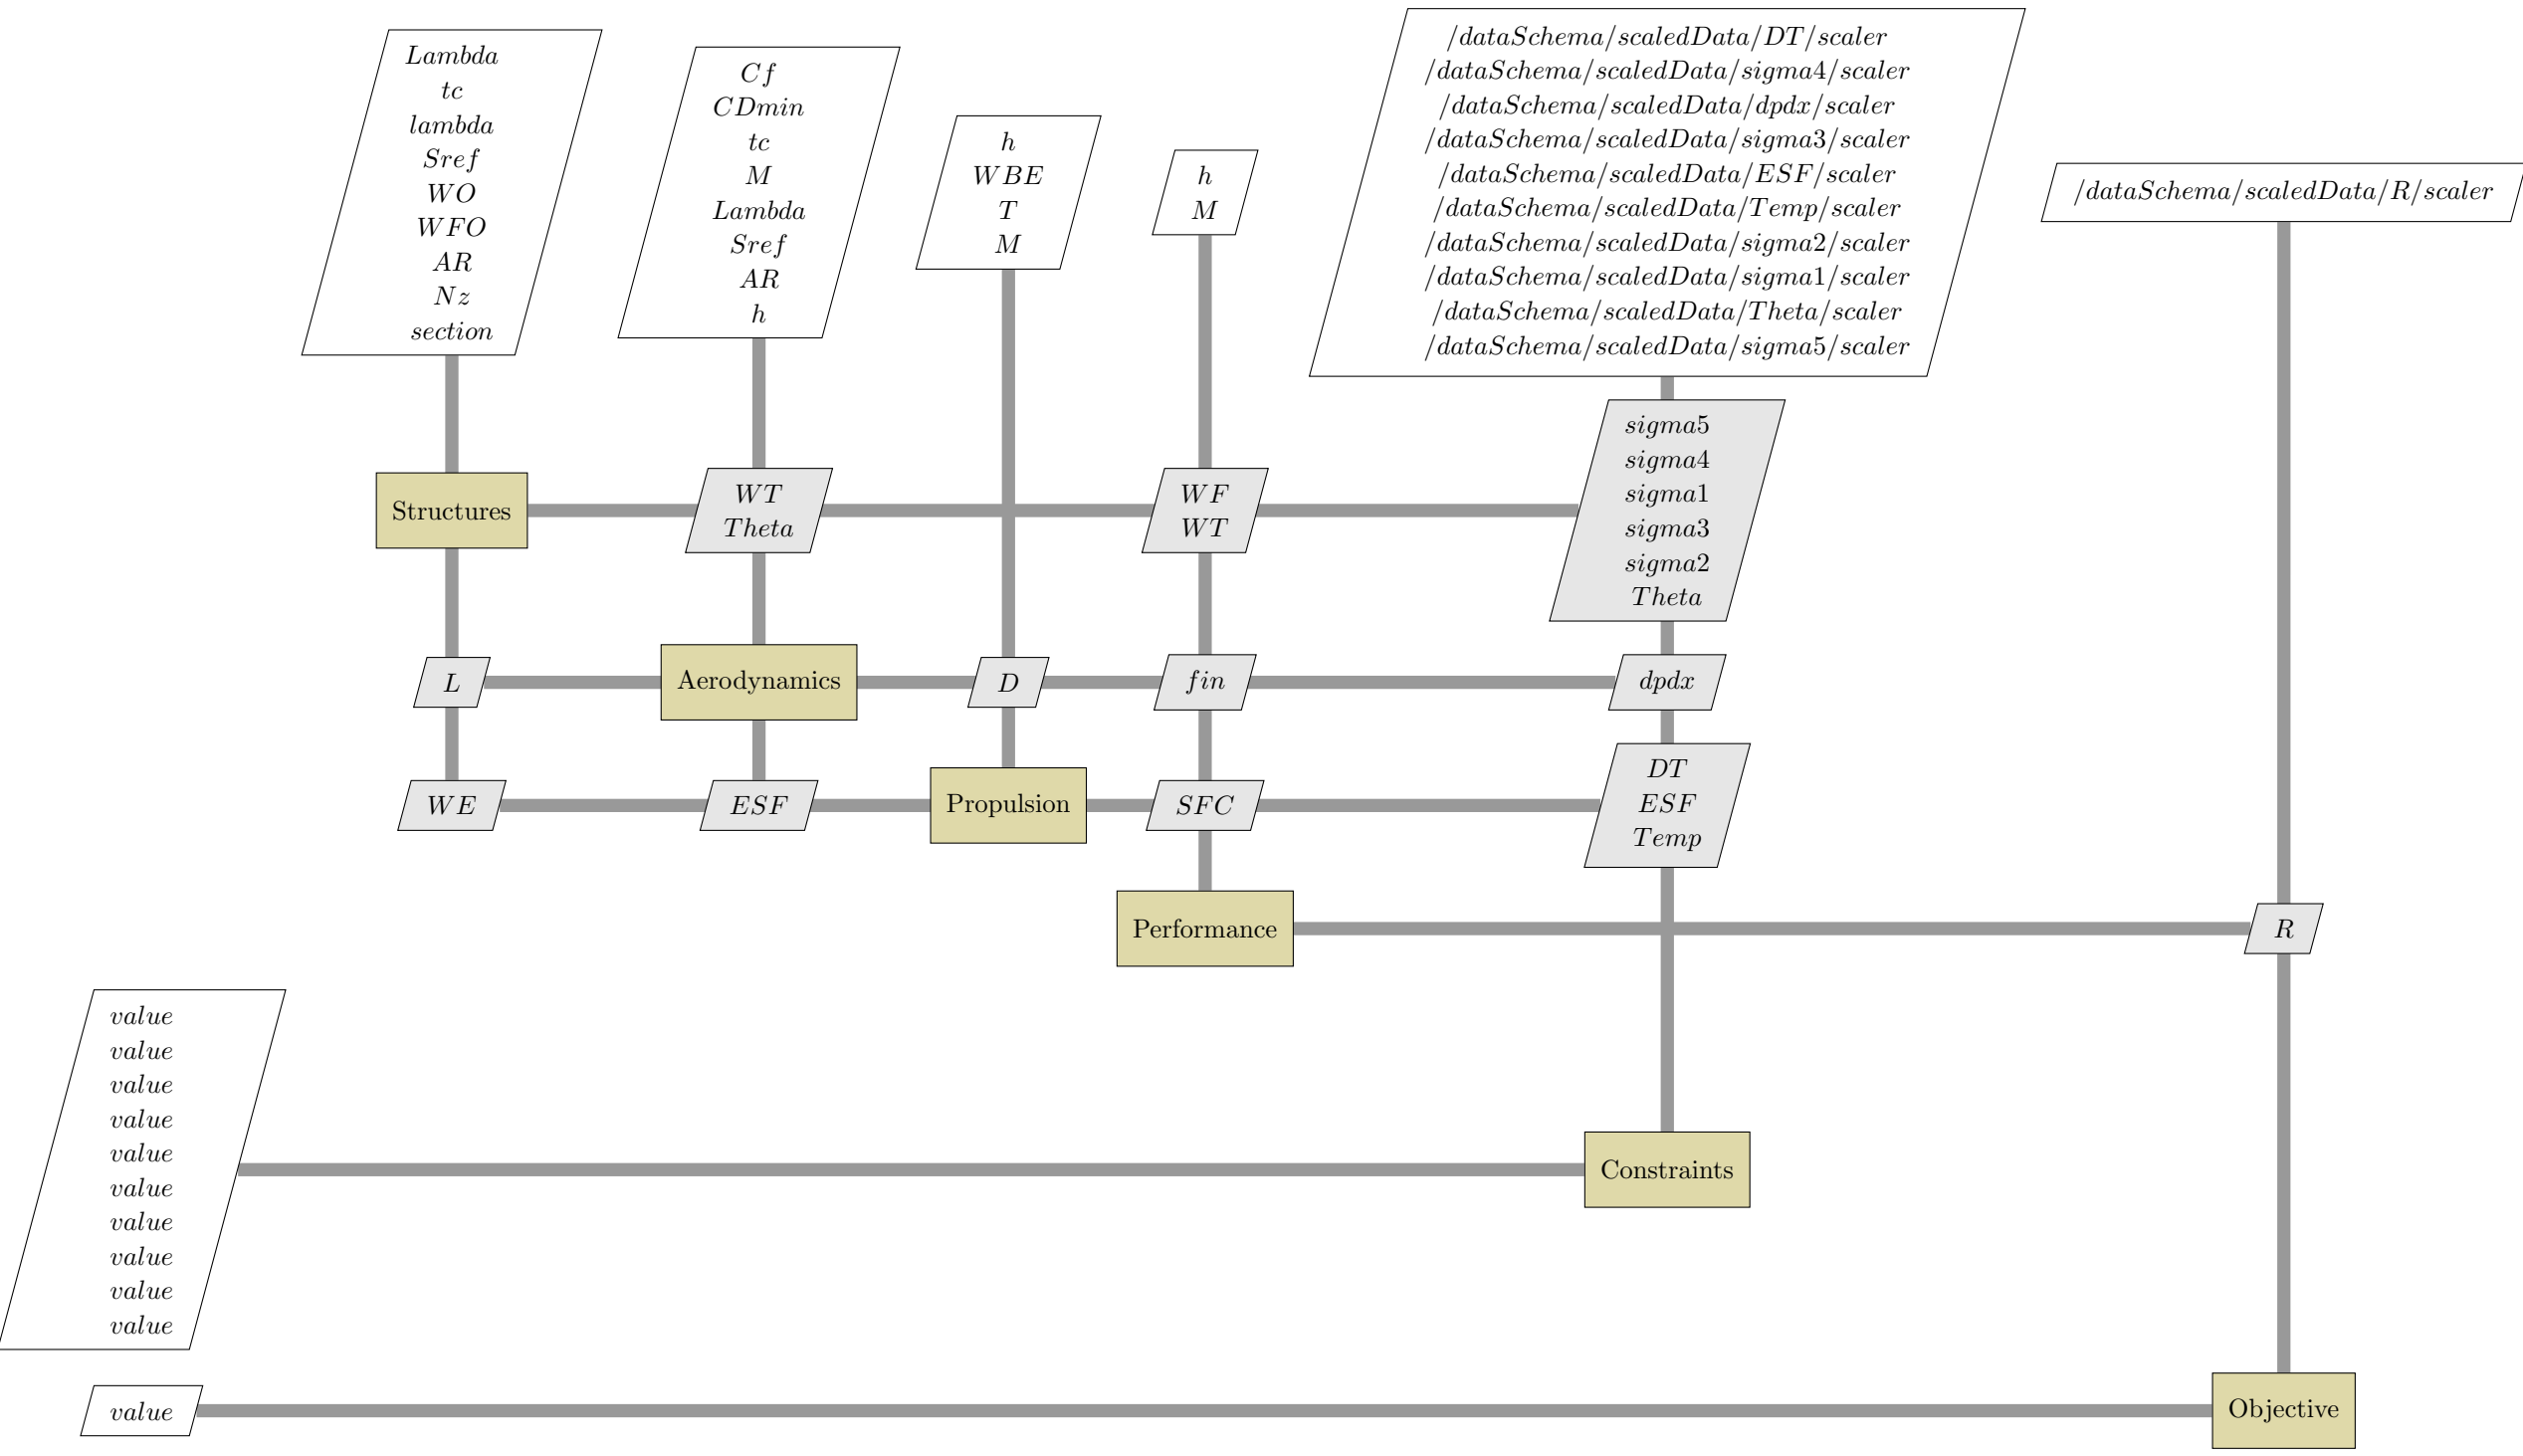 Lambda
tc
lambda
Sref
WO
WFO
AR
Nz
section
Cf
CDmin
tc
M
Lambda
Sref
AR
h
h
WBE
T
M
h
M
/dataSchema/scaledData/DT/scaler
/dataSchema/scaledData/sigma4/scaler
/dataSchema/scaledData/dpdx/scaler
/dataSchema/scaledData/sigma3/scaler
/dataSchema/scaledData/ESF/scaler
/dataSchema/scaledData/Temp/scaler
/dataSchema/scaledData/sigma2/scaler
/dataSchema/scaledData/sigma1/scaler
/dataSchema/scaledData/Theta/scaler
/dataSchema/scaledData/sigma5/scaler
/dataSchema/scaledData/R/scaler
Structures
WT
Theta
WF
WT
sigma5
sigma4
sigma1
sigma3
sigma2
Theta
L
Aerodynamics
D
fin
dpdx
WE
ESF
Propulsion
SFC
DT
ESF
Temp
Performance
R
value
value
value
value
value
value
value
value
value
value
Constraints
value
Objective